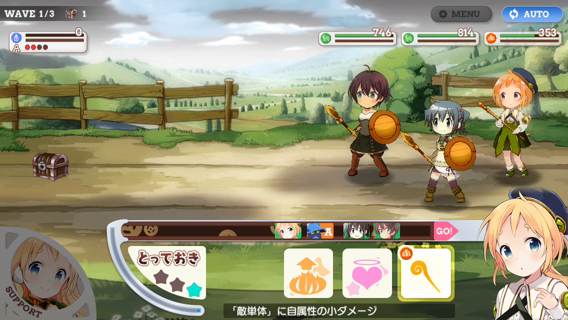 WAVE 1/3 1
MENU
AUTO
0
A
746
814
353
A
GO!
とっておき
SUPPORT
「敵単体」に自属性の小ダメージ